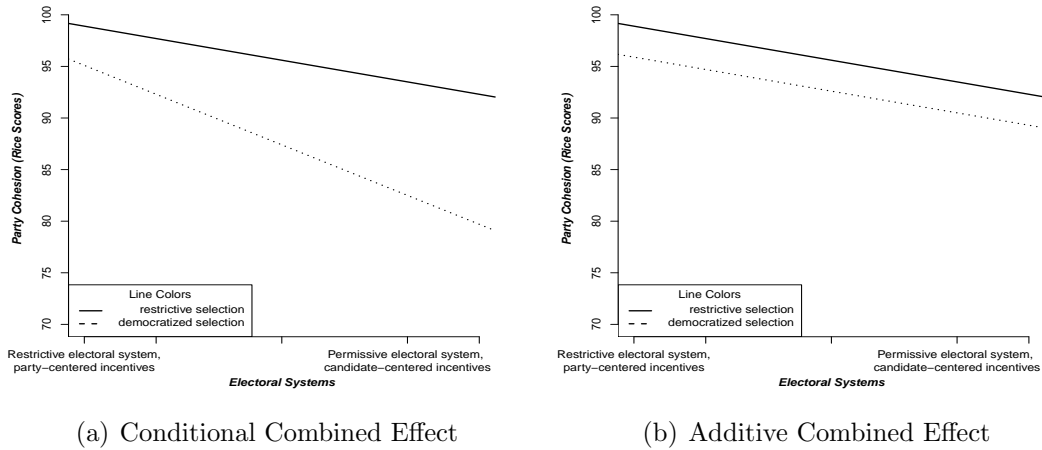 100
95
90
85
80
75
70
Party Cohesion (Rice Scores)
Line Colors
restrictive selection
democratized selection
Restrictive electoral system,
party−centered incentives
Permissive electoral system,
candidate−centered incentives
Electoral Systems
(a) Conditional Combined Effect
100
95
90
85
80
75
70
Party Cohesion (Rice Scores)
Line Colors
restrictive selection
democratized selection
Restrictive electoral system,
party−centered incentives
Permissive electoral system,
candidate−centered incentives
Electoral Systems
(b) Additive Combined Effect